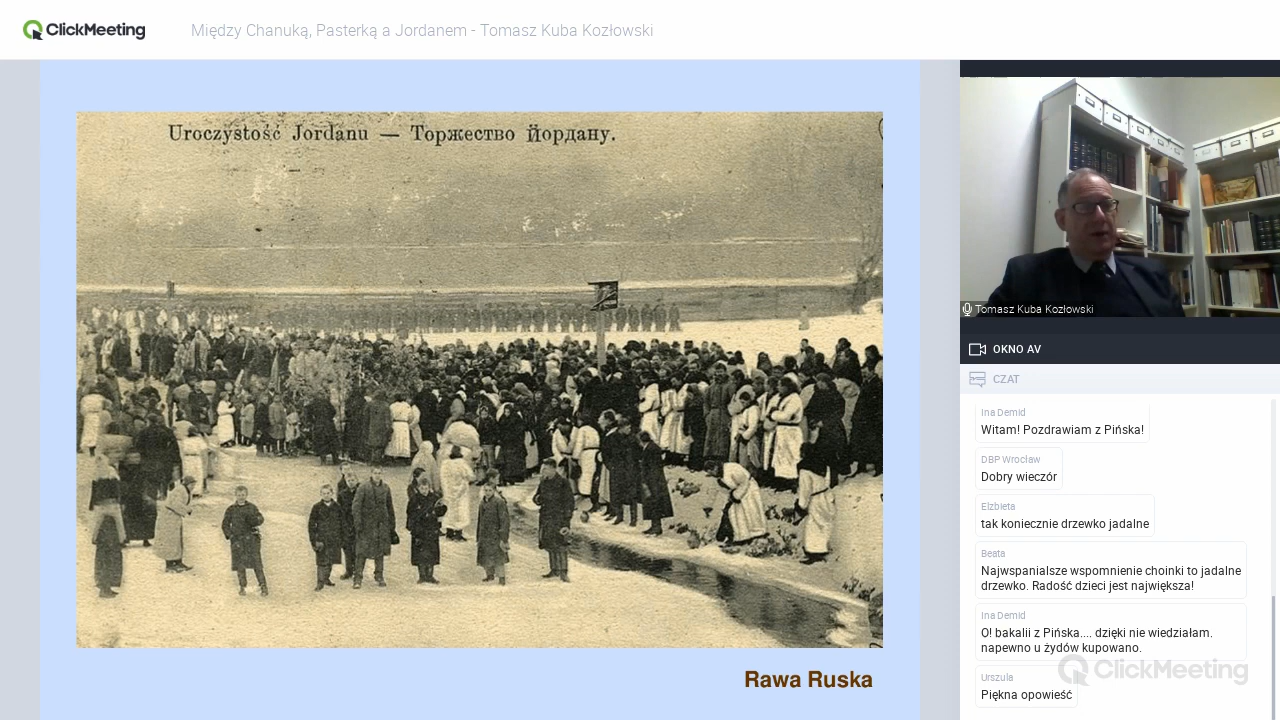 ClickMeeting
Między Chanuką, Pasterką a Jordanem - Tomasz Kuba Kozłowski
Uroczystość Jordanu — Торжество Йордану.
Rawa Ruska
Tomasz Kuba Kozłowski
OKNO AV
CZAT
Ina Demid
Witam! Pozdrawiam z Pińska!
DBP Wrocław
Dobry wieczór
Elzbieta
tak koniecznie drzewko jadalne
Beata
Najwspanialsze wspomnienie choinki to jadalne
drzewko. Radość dzieci jest największa!
Ina Demid
O! bakalii z Pińska.... dzięki nie wiedziałam.
napewno u żydów kupowano.
Urszula
Piękna opowieść
ClickMeeting